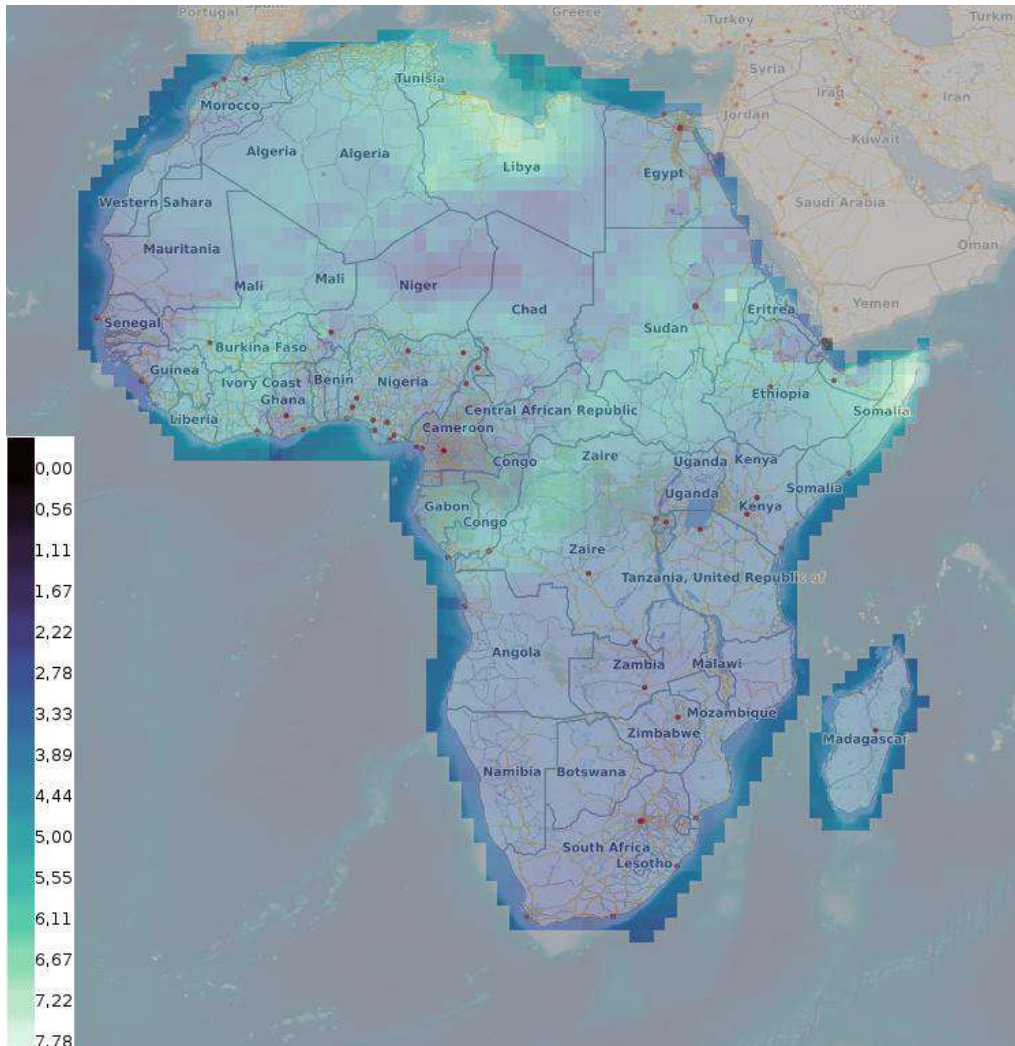 Portugal
Spain
Greece
Turkey
Turkm
Syria
Iraq
Iran
Jordan
Kuwait
Tunisia
Morocco
Algeria
Algeria
Libya
Egypt
Western Sahara
Saudi Arabia
Mauritania
Oman
Mali
Mali
Niger
Chad
Sudan
Eritrea
Yemen
Senegal
Burkina Faso
Guinea
Ivory Coast
Benin
Nigeria
Ghana
Liberia
Ethiopia
Somalia
Central African Republic
Cameroon
Congo
Zaire
Uganda
Kenya
Somalia
Uganda
Kenya
Gabon
Congo
Zaire
Tanzania, United Republic of
Angola
Zambia
Malawi
Mozambique
Zimbabwe
Madagascar
Namibia
Botswana
South Africa
Lesotho
0,00
0,56
1,11
1,67
2,22
2,78
3,33
3,89
4,44
5,00
5,55
6,11
6,67
7,22
7,78